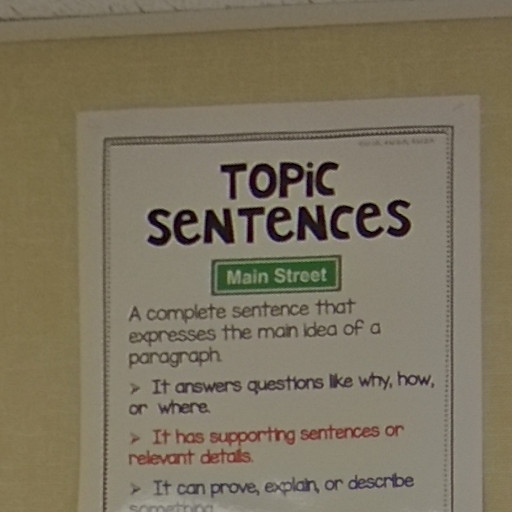 TOPiC
SeNTeNCeS
Main Street
A complete sentence that
expresses the main idea of a
paragraph.
➢ It answers questions like why, how,
or where.
➢ It has supporting sentences or
relevant details.
➢ It can prove, explain, or describe
something